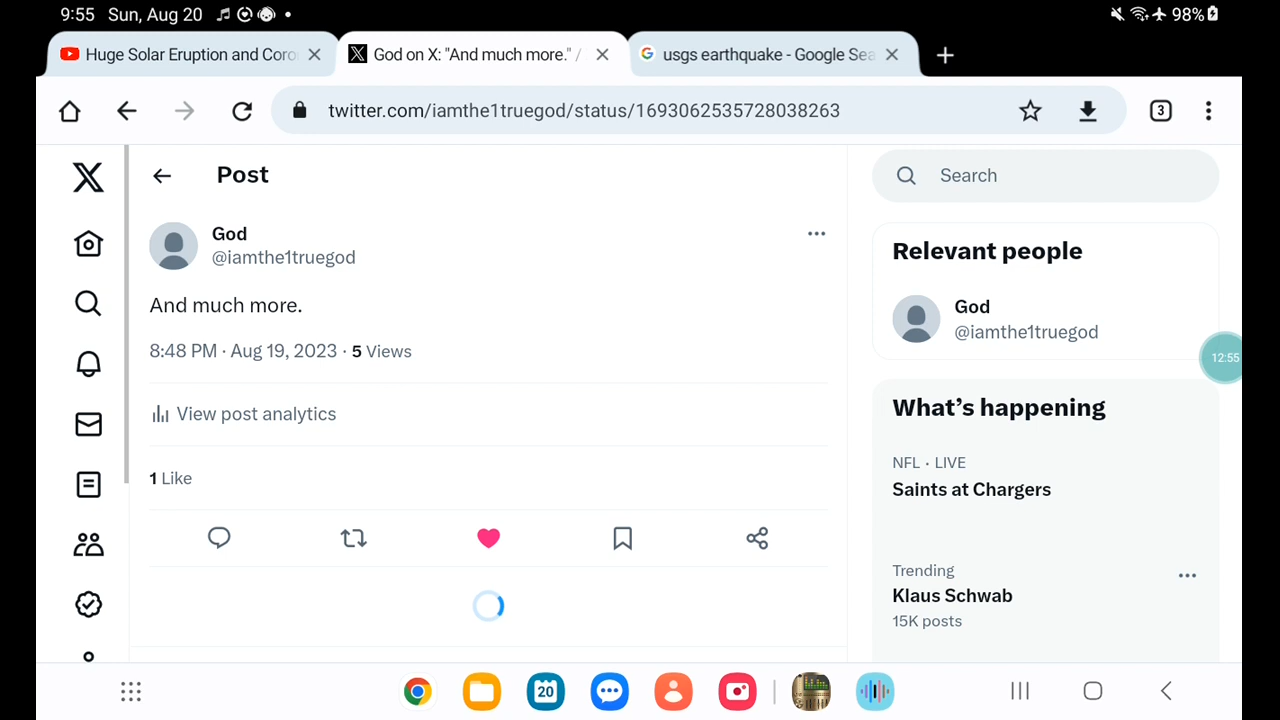 9:55 Sun, Aug 20 98%
Huge Solar Eruption and Coro
God on X: "And much more." /
usgs earthquake - Google Sea
twitter.com/iamthe1truegod/status/1693062535728038263
3
Post
Search
God
@iamthe1truegod
And much more.
8:48 PM · Aug 19, 2023 · 5 Views
View post analytics
1 Like
Relevant people
God
@iamthe1truegod
12:55
What's happening
NFL · LIVE
Saints at Chargers
Trending
Klaus Schwab
15K posts
20